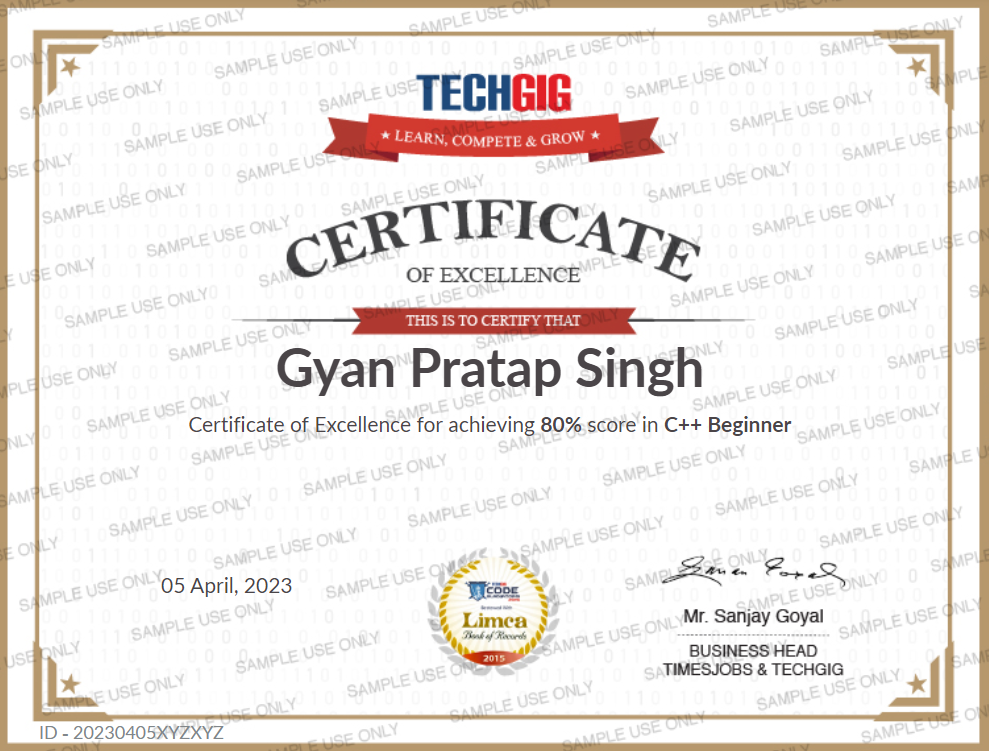 TECHGIG
★ LEARN, COMPETE & GROW ★
CERTIFICATE
OF EXCELLENCE
THIS IS TO CERTIFY THAT
Gyan Pratap Singh
Certificate of Excellence for achieving 80% score in C++ Beginner
05 April, 2023
CODE
Limca
Book of Records
2015
Mr. Sanjay Goyal
BUSINESS HEAD
TIMESJOBS & TECHGIG
ID - 20230405XYZXYZ
SAMPLE USE ONLY